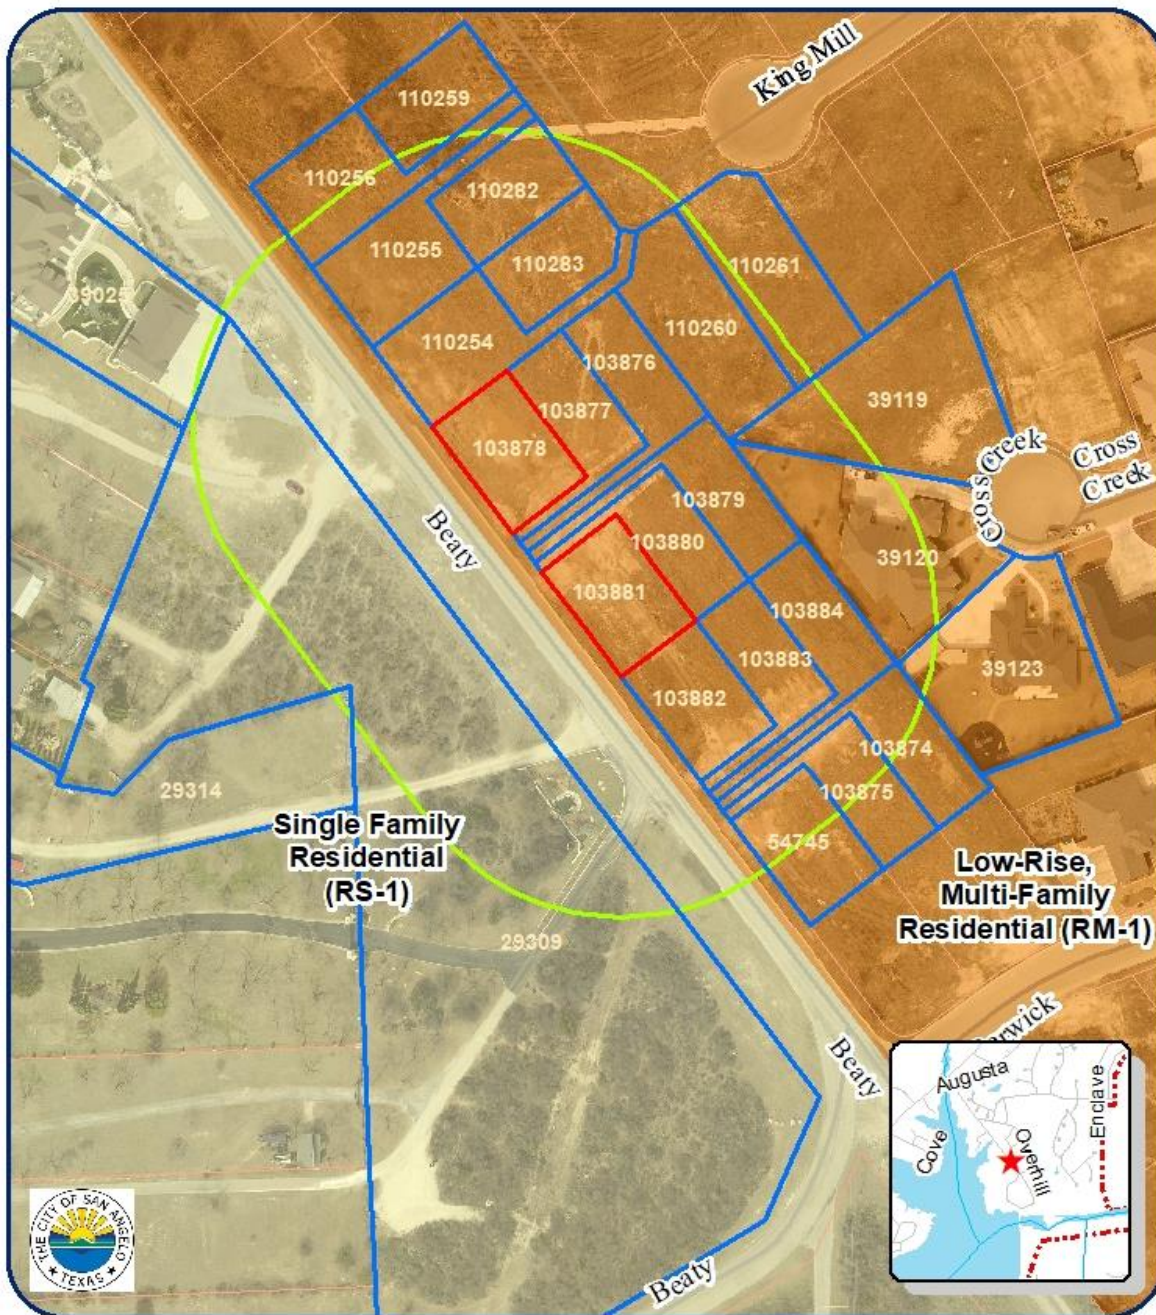 King Mill
110259
110256
110282
110255
110283
110261
39025
110254
110260
103876
103877
39119
103878
Cross Creek
Cross
Creek
103879
Beaty
103880
39120
103881
103884
103883
39123
103882
103874
29314
103875
54745
Single Family
Residential
(RS-1)
Low-Rise,
Multi-Family
Residential (RM-1)
29309
Beaty
Augusta
Enclave
Cove
Overhill
THE CITY OF SAN ANGELO
TEXAS
Beaty